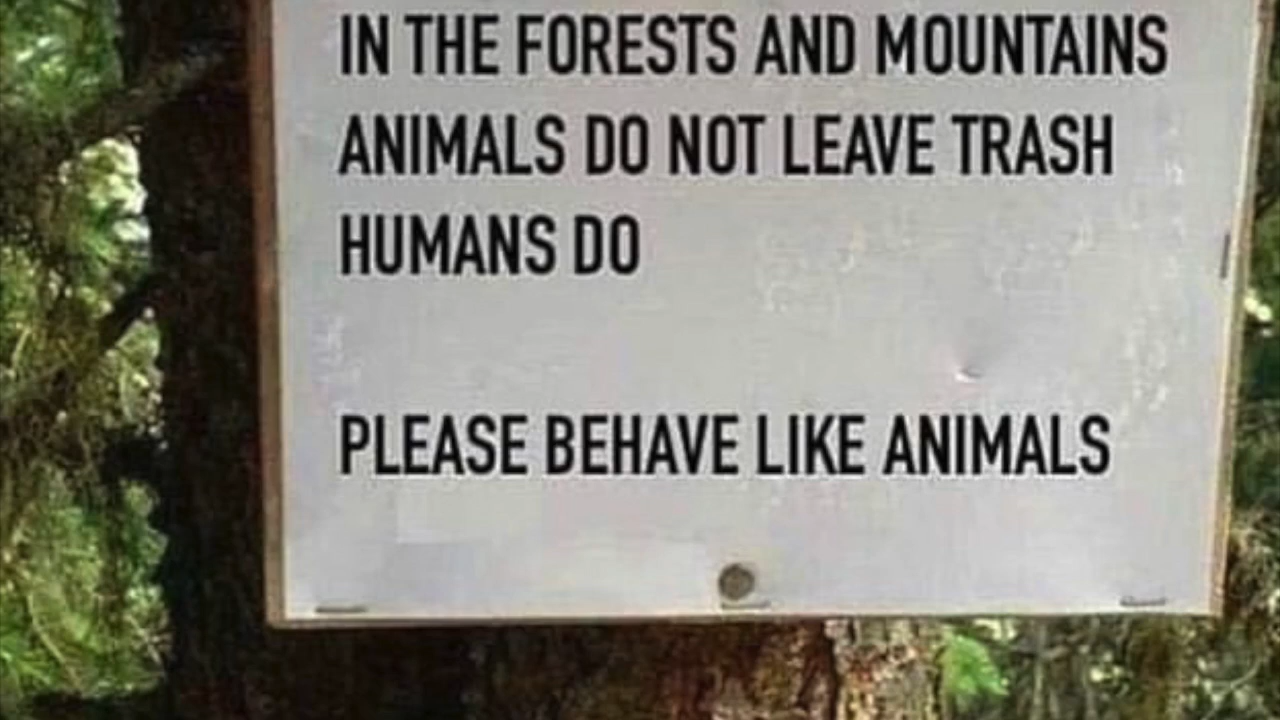 IN THE FORESTS AND MOUNTAINS
ANIMALS DO NOT LEAVE TRASH
HUMANS DO
PLEASE BEHAVE LIKE ANIMALS